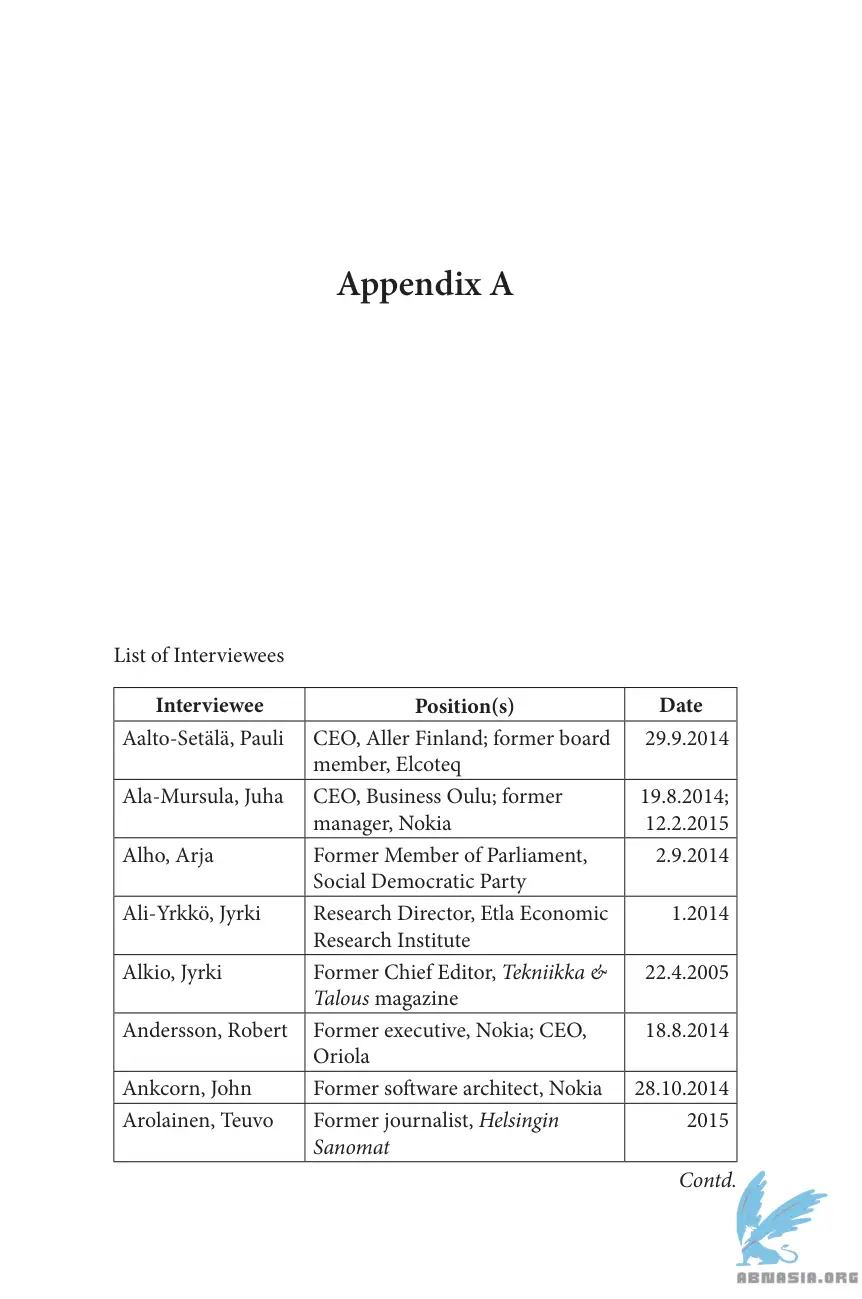 Appendix A
List of Interviewees
Interviewee Position(s) Date
Aalto-Setälä, Pauli CEO, Aller Finland; former board 29.9.2014
member, Elcoteq
Ala-Mursula, Juha CEO, Business Oulu; former 19.8.2014;
manager, Nokia 12.2.2015
Alho, Arja Former Member of Parliament, 2.9.2014
Social Democratic Party
Ali-Yrkkö, Jyrki Research Director, Etla Economic 1.2014
Research Institute
Alkio, Jyrki Former Chief Editor, Tekniikka & 22.4.2005
Talous magazine
Andersson, Robert Former executive, Nokia; CEO, 18.8.2014
Oriola
Ankcorn, John Former software architect, Nokia 28.10.2014
Arolainen, Teuvo Former journalist, Helsingin 2015
Sanomat
Contd.
ABNASIA.ORG